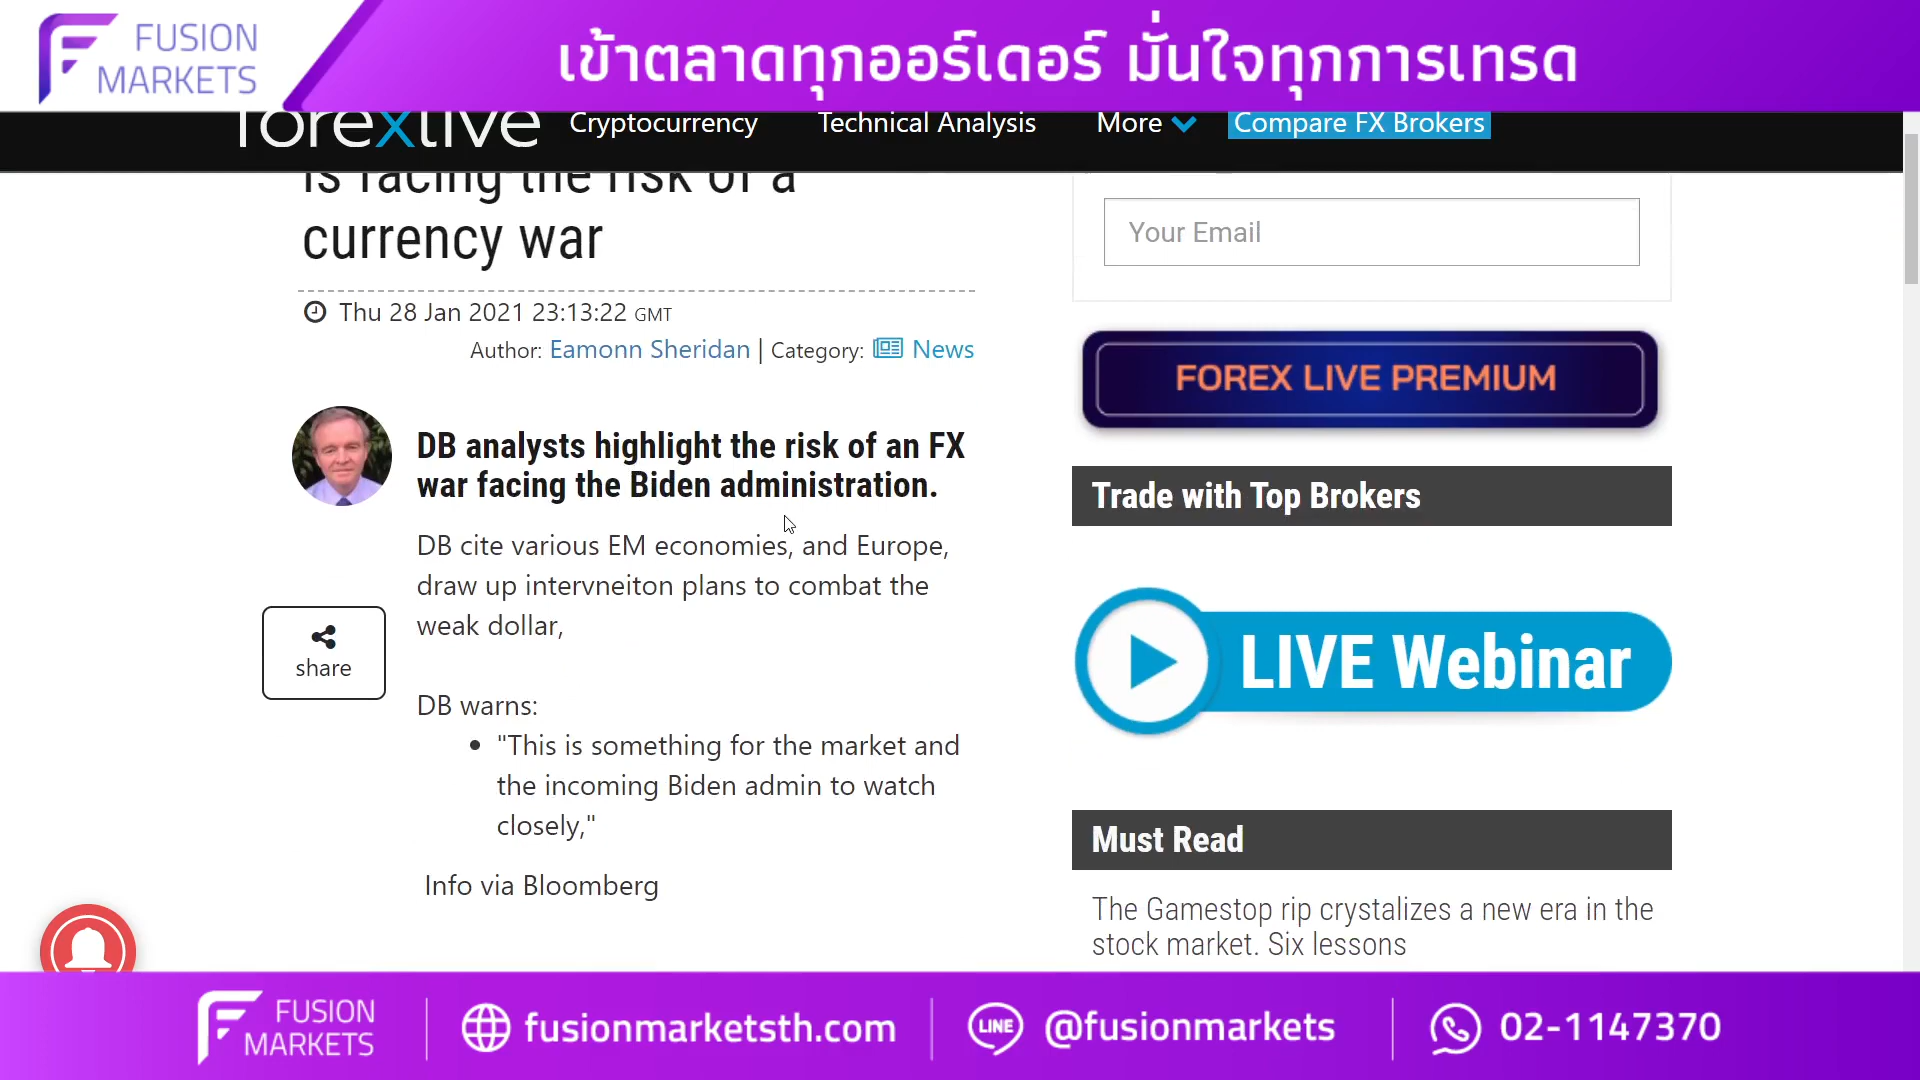 FUSION
MARKETS
เข้าตลาดทุกออร์เดอร์ มั่นใจทุกการเทรด
forexlive
Cryptocurrency
Technical Analysis
More
Compare FX Brokers
is facing the risk of a
currency war
Thu 28 Jan 2021 23:13:22 GMT
Author: Eamonn Sheridan | Category: News
DB analysts highlight the risk of an FX
war facing the Biden administration.
DB cite various EM economies, and Europe,
draw up intervneiton plans to combat the
weak dollar,
share
DB warns:
"This is something for the market and
the incoming Biden admin to watch
closely,"
Info via Bloomberg
Your Email
FOREX LIVE PREMIUM
Trade with Top Brokers
LIVE Webinar
Must Read
The Gamestop rip crystalizes a new era in the
stock market. Six lessons
FUSION
MARKETS
fusionmarketsth.com
LINE
@fusionmarkets
02-1147370